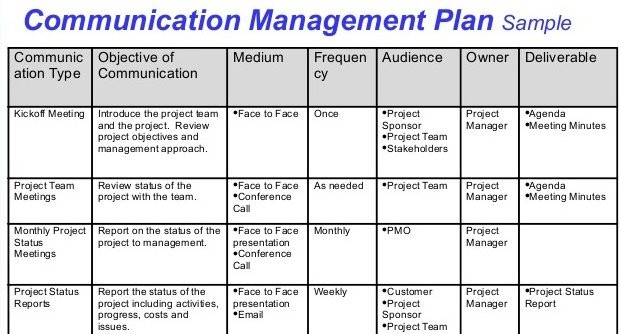 Communication Management Plan Sample
Communic
ation Type
Objective of
Communication
Medium
Frequen
cy
Audience
Owner
Deliverable
Kickoff Meeting
Introduce the project team
and the project. Review
project objectives and
management approach.
•Face to Face
Once
•Project
Sponsor
•Project Team
•Stakeholders
Project
Manager
•Agenda
•Meeting Minutes
Project Team
Meetings
Review status of the
project with the team.
•Face to Face
•Conference
Call
As needed
•Project Team
Project
Manager
•Agenda
•Meeting Minutes
Monthly Project
Status
Meetings
Report on the status of the
project to management.
•Face to Face
presentation
•Conference
Call
Monthly
•PMO
Project
Manager
Project Status
Reports
Report the status of the
project including activities,
progress, costs and
issues.
•Face to Face
presentation
•Email
Weekly
•Customer
•Project
Sponsor
•Project Team
Project
Manager
•Project Status
Report